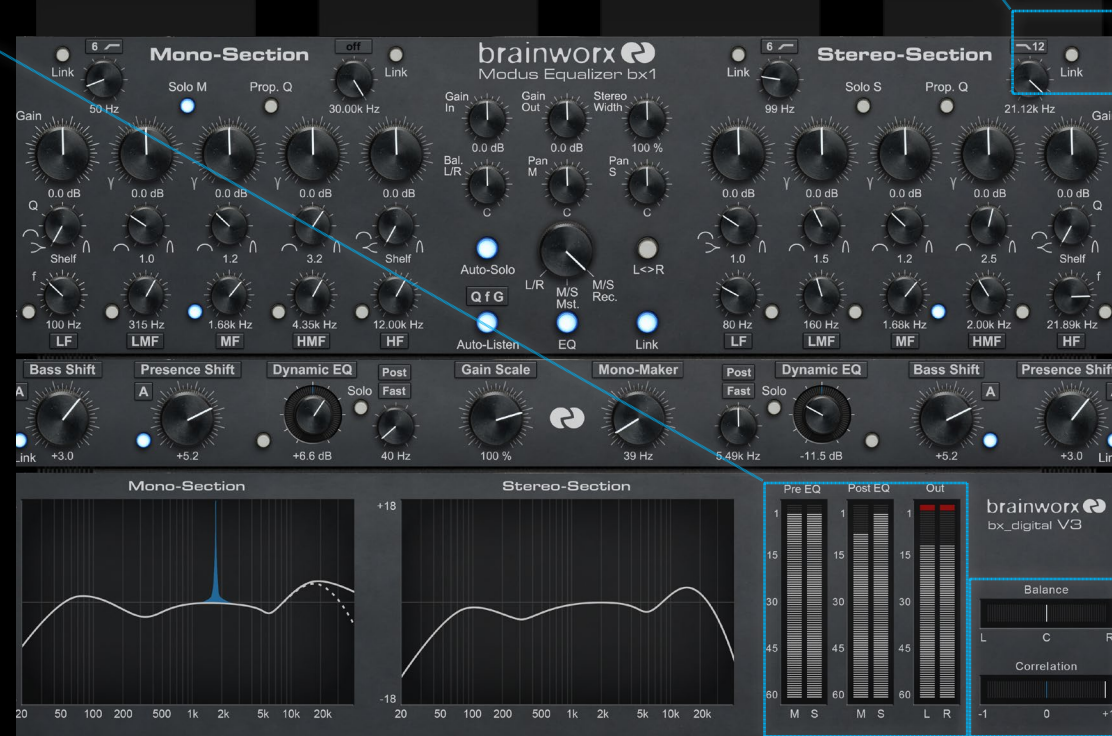 6 Mono-Section off brainworx 6 Stereo-Section 12
Link Link Modus Equalizer bx1 Link Link
Solo M Prop. Q Solo S Prop. Q
50 Hz 30.00k Hz Gain In Gain Out Stereo Width 99 Hz 21.12k Hz
Gain 0.0 dB 0.0 dB 100 % Gai
0.0 dB 0.0 dB 0.0 dB 0.0 dB 0.0 dB Bal. L/R Pan M Pan S 0.0 dB 0.0 dB 0.0 dB 0.0 dB 0.0 dB
Q C C C Q
Shelf 1.0 1.2 3.2 Shelf 1.0 1.5 1.2 2.5 Shelf
Auto-Solo L<>R
f L/R M/S Mst. M/S Rec. f
Q f G
100 Hz 315 Hz 1.68k Hz 4.35k Hz 12.00k Hz 80 Hz 160 Hz 1.68k Hz 2.00k Hz 21.89k Hz
LF LMF MF HMF HF Auto-Listen EQ Link LF LMF MF HMF HF
Bass Shift Presence Shift Dynamic EQ Post Gain Scale Mono-Maker Post Dynamic EQ Bass Shift Presence Shif
A A Solo Fast Fast Solo A
Link +3.0 +5.2 +6.6 dB 40 Hz 100 % 39 Hz 5.49k Hz -11.5 dB +5.2 +3.0 Lin
Mono-Section Stereo-Section Pre EQ Post EQ Out
+18 1 1 1 brainworx
bx_digital V3
15 15 15
30 30 30 Balance
L C R
45 45 45
Correlation
-18 60 60 60
20 50 100 200 500 1k 2k 5k 10k 20k 20 50 100 200 500 1k 2k 5k 10k 20k M S M S L R -1 0 +1